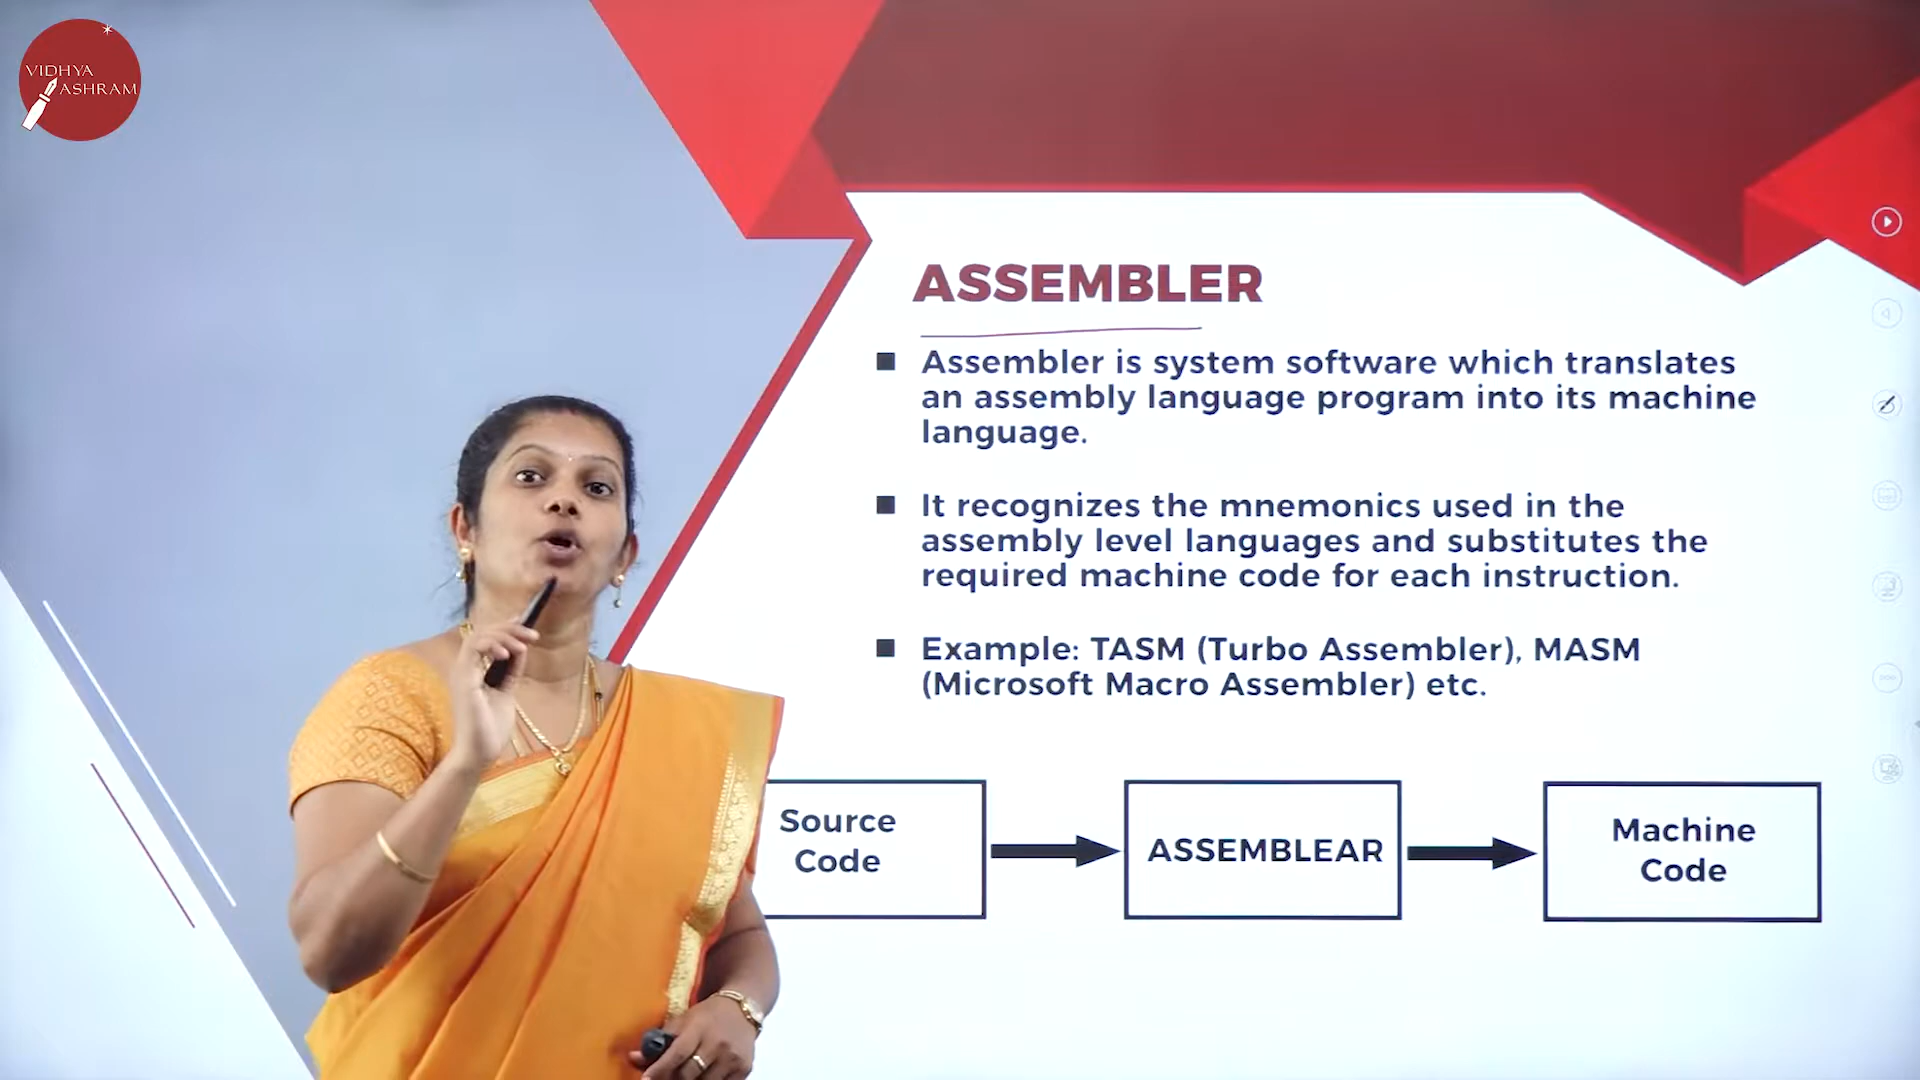 VIDHYA
ASHRAM
ASSEMBLER
■ Assembler is system software which translates
an assembly language program into its machine
language.
■ It recognizes the mnemonics used in the
assembly level languages and substitutes the
required machine code for each instruction.
■ Example: TASM (Turbo Assembler), MASM
(Microsoft Macro Assembler) etc.
Source
Code
ASSEMBLEAR
Machine
Code